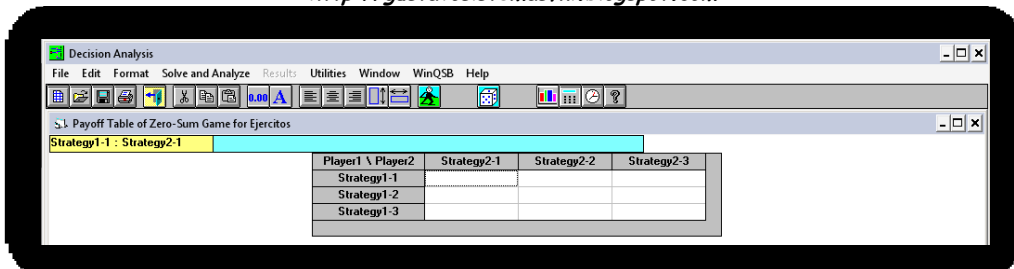 Decision Analysis
File Edit Format Solve and Analyze Results Utilities Window WinQSB Help
0.00 A
Payoff Table of Zero-Sum Game for Ejercitos
Strategy1-1 : Strategy2-1
Player1 \ Player2 Strategy2-1 Strategy2-2 Strategy2-3
Strategy1-1
Strategy1-2
Strategy1-3